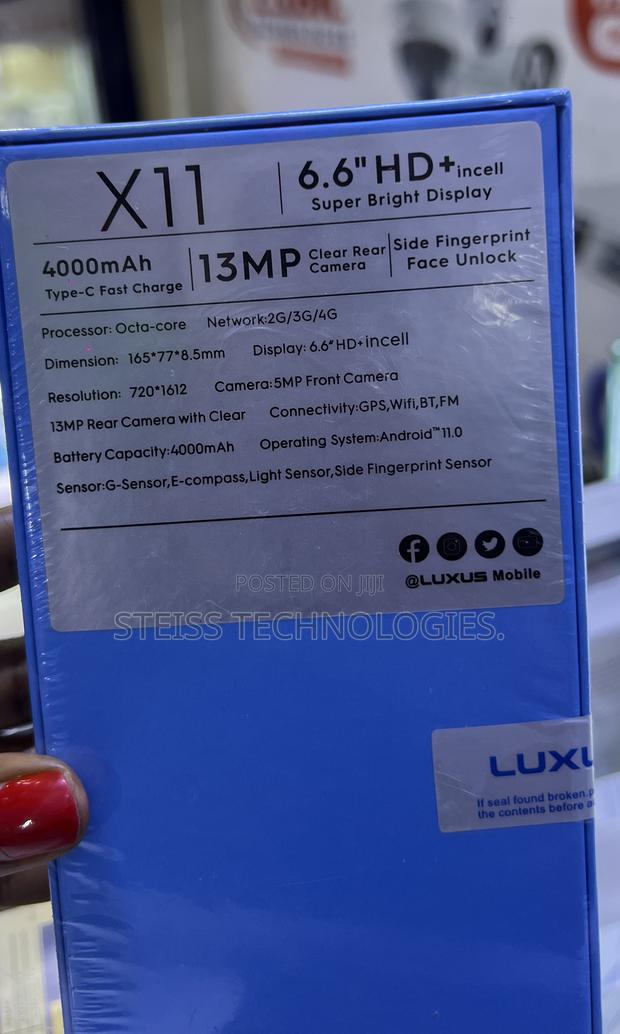 X11
6.6"HD+incell
Super Bright Display
4000mAh
Type-C Fast Charge
13MP Clear Rear Camera
Side Fingerprint
Face Unlock
Processor: Octa-core Network:2G/3G/4G
Dimension: 165*77*8.5mm Display: 6.6"HD+incell
Resolution: 720*1612 Camera:5MP Front Camera
13MP Rear Camera with Clear Connectivity:GPS,Wifi,BT,FM
Battery Capacity:4000mAh Operating System:Android™11.0
Sensor:G-Sensor,E-compass,Light Sensor,Side Fingerprint Sensor
@LUXUS Mobile
POSTED ON JIJI
STEISS TECHNOLOGIES.
LUXU
If seal found broken,p
the contents before a